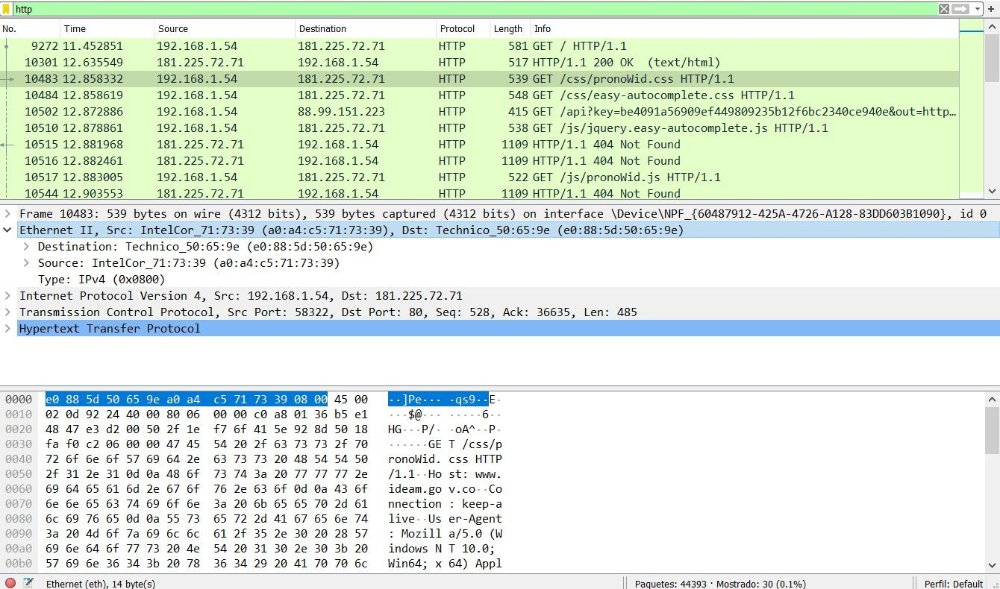 http
No. Time Source Destination Protocol Length Info
9272 11.452851 192.168.1.54 181.225.72.71 HTTP 581 GET / HTTP/1.1
10301 12.635549 181.225.72.71 192.168.1.54 HTTP 517 HTTP/1.1 200 OK (text/html)
10483 12.858332 192.168.1.54 181.225.72.71 HTTP 539 GET /css/pronoWid.css HTTP/1.1
10484 12.858619 192.168.1.54 181.225.72.71 HTTP 548 GET /css/easy-autocomplete.css HTTP/1.1
10502 12.872886 192.168.1.54 88.99.151.223 HTTP 415 GET /api?key=be4091a56909ef449809235b12f6bc2340ce940e&out=http…
10510 12.878861 192.168.1.54 181.225.72.71 HTTP 538 GET /js/jquery.easy-autocomplete.js HTTP/1.1
10515 12.881968 181.225.72.71 192.168.1.54 HTTP 1109 HTTP/1.1 404 Not Found
10516 12.882461 181.225.72.71 192.168.1.54 HTTP 1109 HTTP/1.1 404 Not Found
10517 12.883005 192.168.1.54 181.225.72.71 HTTP 522 GET /js/pronoWid.js HTTP/1.1
10544 12.903553 181.225.72.71 192.168.1.54 HTTP 1109 HTTP/1.1 404 Not Found
Frame 10483: 539 bytes on wire (4312 bits), 539 bytes captured (4312 bits) on interface \Device\NPF_{60487912-425A-4726-A128-83DD603B1090}, id 0
Ethernet II, Src: IntelCor_71:73:39 (a0:a4:c5:71:73:39), Dst: Technico_50:65:9e (e0:88:5d:50:65:9e)
Destination: Technico_50:65:9e (e0:88:5d:50:65:9e)
Source: IntelCor_71:73:39 (a0:a4:c5:71:73:39)
Type: IPv4 (0x0800)
Internet Protocol Version 4, Src: 192.168.1.54, Dst: 181.225.72.71
Transmission Control Protocol, Src Port: 58322, Dst Port: 80, Seq: 528, Ack: 36635, Len: 485
Hypertext Transfer Protocol
0000 e0 88 5d 50 65 9e a0 a4 c5 71 73 39 08 00 45 00 ··]Pe··· ·qs9··E·
0010 02 0d 92 24 40 00 80 06 00 00 c0 a8 01 36 b5 e1 ···$@··· ·····6··
0020 48 47 e3 d2 00 50 2f 1e f7 6f 41 5e 92 8d 50 18 HG···P/· ·oA^··P·
0030 fa f0 c2 06 00 00 47 45 54 20 2f 63 73 73 2f 70 ······GE T /css/p
0040 72 6f 6e 6f 57 69 64 2e 63 73 73 20 48 54 54 50 ronoWid. css HTTP
0050 2f 31 2e 31 0d 0a 48 6f 73 74 3a 20 77 77 77 2e /1.1··Ho st: www.
0060 69 64 65 61 6d 2e 67 6f 76 2e 63 6f 0d 0a 43 6f ideam.go v.co··Co
0070 6e 6e 65 63 74 69 6f 6e 3a 20 6b 65 65 70 2d 61 nnection : keep-a
0080 6c 69 76 65 0d 0a 55 73 65 72 2d 41 67 65 6e 74 live··Us er-Agent
0090 3a 20 4d 6f 7a 69 6c 6c 61 2f 35 2e 30 20 28 57 : Mozill a/5.0 (W
00a0 69 6e 64 6f 77 73 20 4e 54 20 31 30 2e 30 3b 20 indows N T 10.0;
00b0 57 69 6e 36 34 3b 20 78 36 34 29 20 41 70 70 6c Win64; x 64) Appl
Ethernet (eth), 14 byte(s) Paquetes: 44393 · Mostrado: 30 (0.1%) Perfil: Default